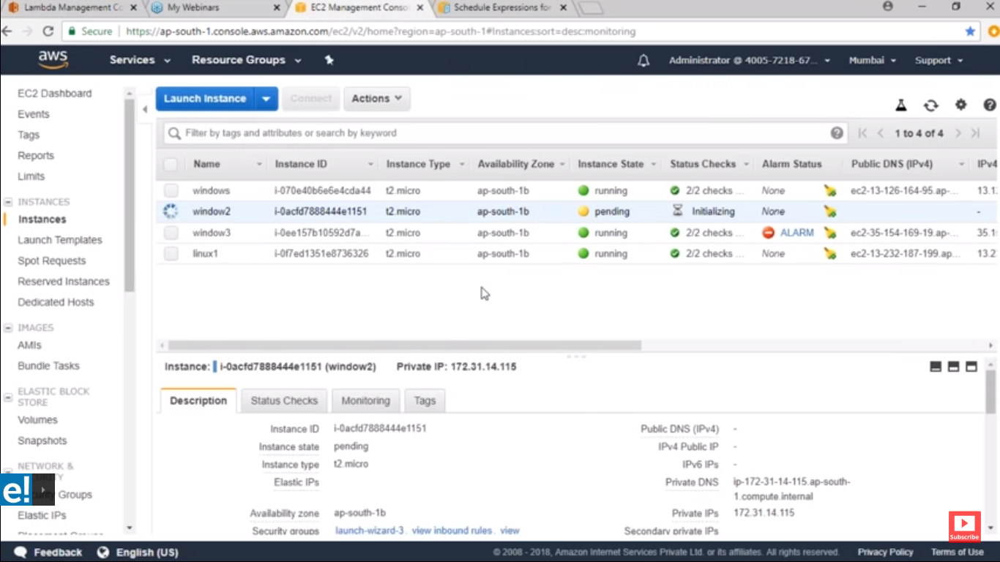 Lambda Management Co
My Webinars
EC2 Management Conso
Schedule Expressions for
Secure
https://ap-south-1.console.aws.amazon.com/ec2/v2/home?region=ap-south-1#Instances:sort=desc:monitoring
aws Services Resource Groups Administrator @ 4005-7218-67... Mumbai Support
EC2 Dashboard
Events
Tags
Reports
Limits
INSTANCES
Instances
Launch Templates
Spot Requests
Reserved Instances
Dedicated Hosts
IMAGES
AMIs
Bundle Tasks
ELASTIC BLOCK
STORE
Volumes
Snapshots
NETWORK &
Groups
Elastic IPs
e!
Launch Instance Connect Actions
Filter by tags and attributes or search by keyword
1 to 4 of 4
Name Instance ID Instance Type Availability Zone Instance State Status Checks Alarm Status Public DNS (IPv4) IPv4
windows i-070e40b6e6e4cda44 t2.micro ap-south-1b running 2/2 checks ... None ec2-13-126-164-95.ap-... 13.1
window2 i-0acfd7888444e1151 t2.micro ap-south-1b pending Initializing None -
window3 i-0ee157b10592d7a... t2.micro ap-south-1b running 2/2 checks ... ALARM ec2-35-154-169-19.ap-... 35.1
linux1 i-0f7ed1351e8736326 t2.micro ap-south-1b running 2/2 checks ... None ec2-13-232-187-199.ap... 13.2
Instance: i-0acfd7888444e1151 (window2) Private IP: 172.31.14.115
Description Status Checks Monitoring Tags
Instance ID i-0acfd7888444e1151 Public DNS (IPv4) -
Instance state pending IPv4 Public IP -
Instance type t2.micro IPv6 IPs -
Elastic IPs Private DNS ip-172-31-14-115.ap-south-
1.compute.internal
Availability zone ap-south-1b Private IPs 172.31.14.115
Security groups launch-wizard-3. view inbound rules. view Secondary private IPs
Subscribe
Feedback English (US) © 2008 - 2018, Amazon Internet Services Private Ltd. or its affiliates. All rights reserved. Privacy Policy Terms of Use